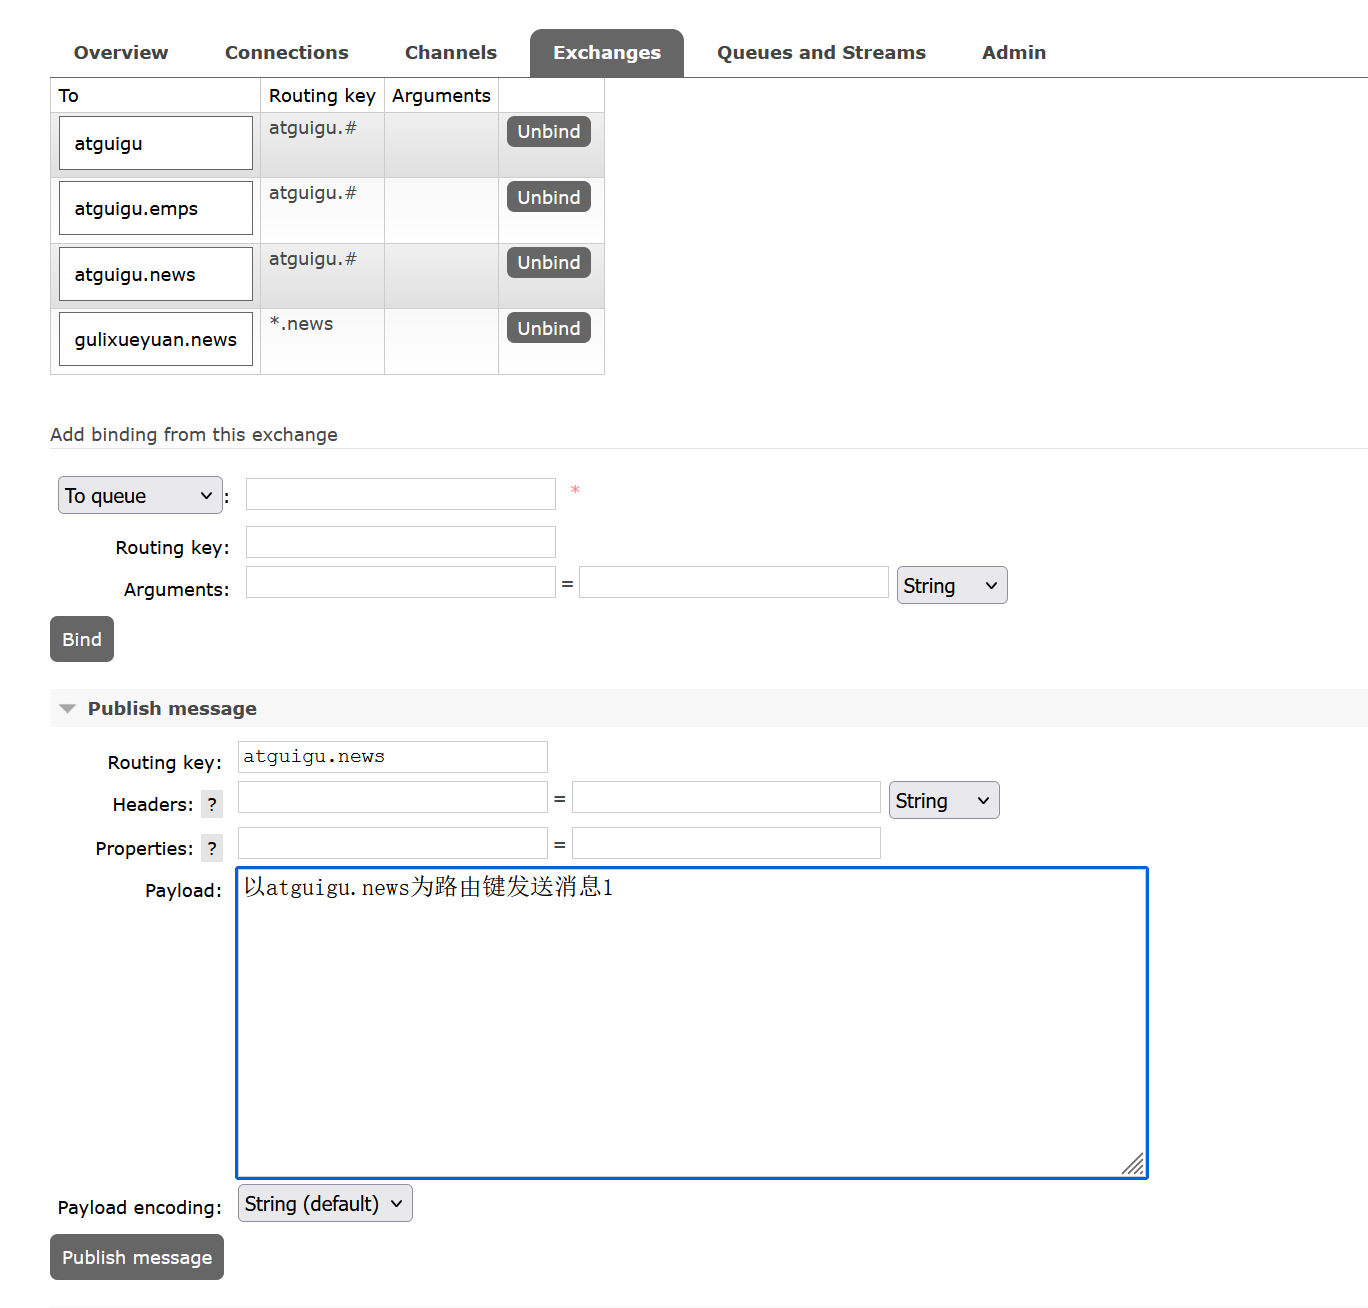 Overview Connections Channels Exchanges Queues and Streams Admin
To Routing key Arguments
atguigu atguigu.# Unbind
atguigu.emps atguigu.# Unbind
atguigu.news atguigu.# Unbind
gulixueyuan.news *.news Unbind
Add binding from this exchange
To queue : *
Routing key:
Arguments: = String
Bind
Publish message
Routing key: atguigu.news
Headers: ? = String
Properties: ? =
Payload: 以atguigu.news为路由键发送消息1
Payload encoding: String (default)
Publish message